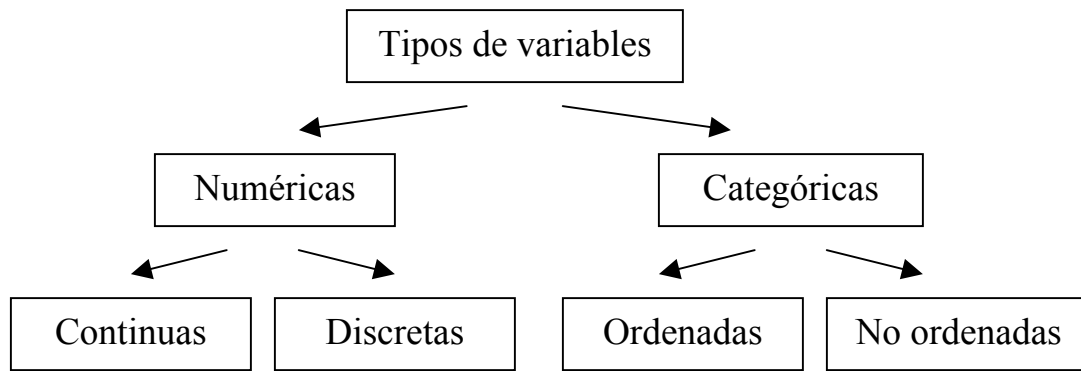 Tipos de variables
Numéricas
Categóricas
Continuas
Discretas
Ordenadas
No ordenadas